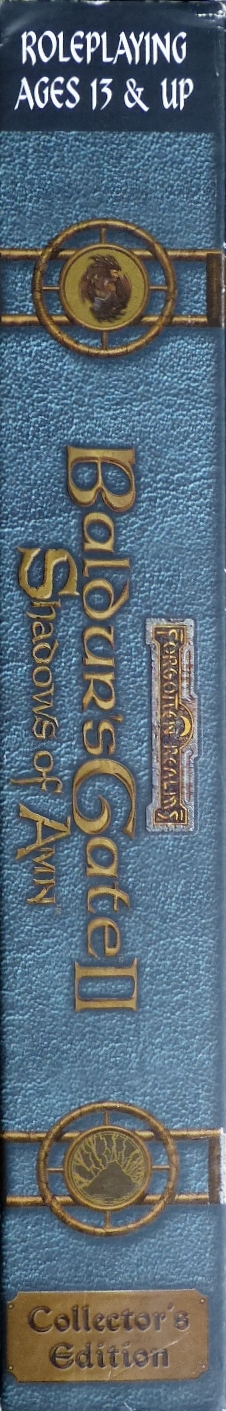 ROLEPLAYING
AGES 13 & UP
FORGOTTEN REALMS
Baldur's Gate II
Shadows of Amn
Collector's
Edition